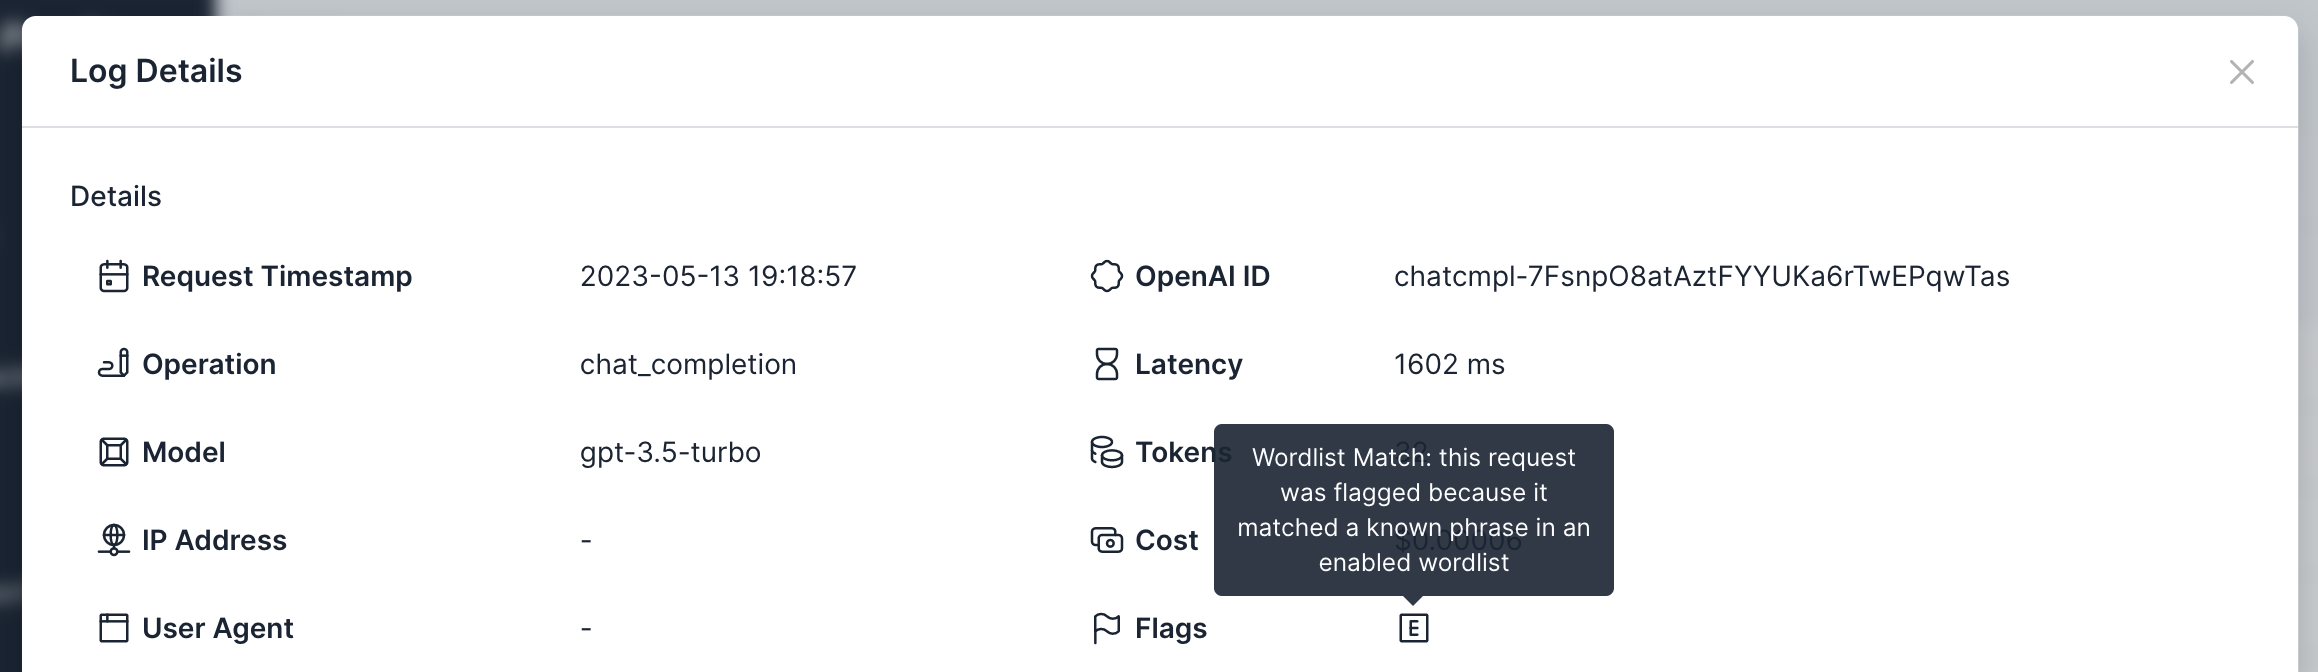 Log Details
Details
Request Timestamp 2023-05-13 19:18:57
OpenAI ID chatcmpl-7FsnpO8atAztFYYUKa6rTwEPqwTas
Operation chat_completion
Latency 1602 ms
Model gpt-3.5-turbo
Tokens
Wordlist Match: this request
was flagged because it
matched a known phrase in an
enabled wordlist
IP Address -
Cost $0.00006
User Agent -
Flags E